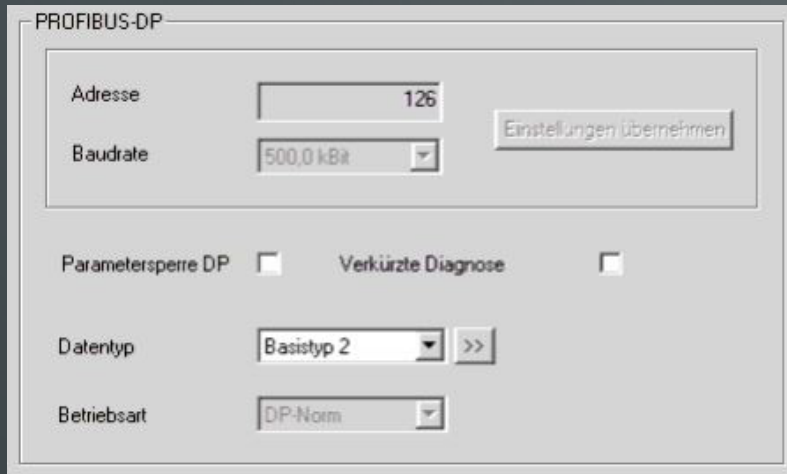 PROFIBUS-DP
Adresse 126
Einstellungen übernehmen
Baudrate 500,0 kBit
Parametersperre DP Verkürzte Diagnose
Datentyp Basistyp 2 >>
Betriebsart DP-Norm